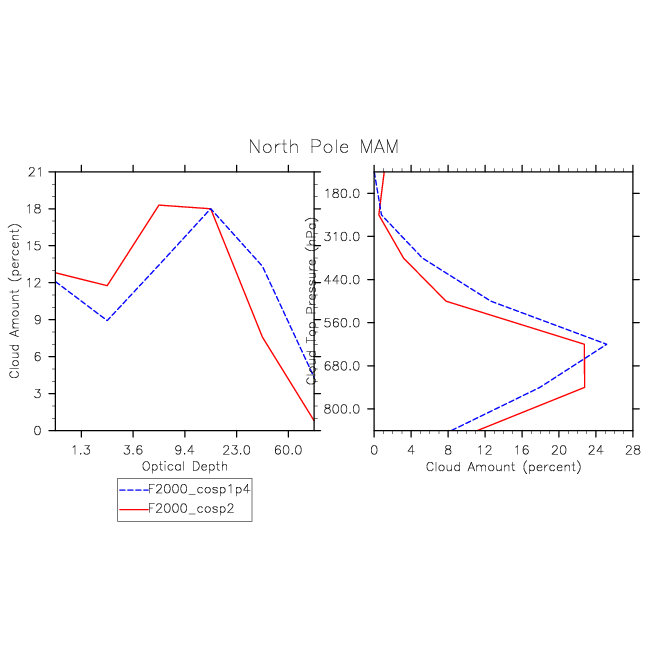 North Pole MAM
Cloud Amount (percent)
21
18
15
12
9
6
3
0
1.3 3.6 9.4 23.0 60.0
Optical Depth
Cloud Top Pressure (hPa)
180.0
310.0
440.0
560.0
680.0
800.0
0 4 8 12 16 20 24 28
Cloud Amount (percent)
F2000_cosp1p4
F2000_cosp2